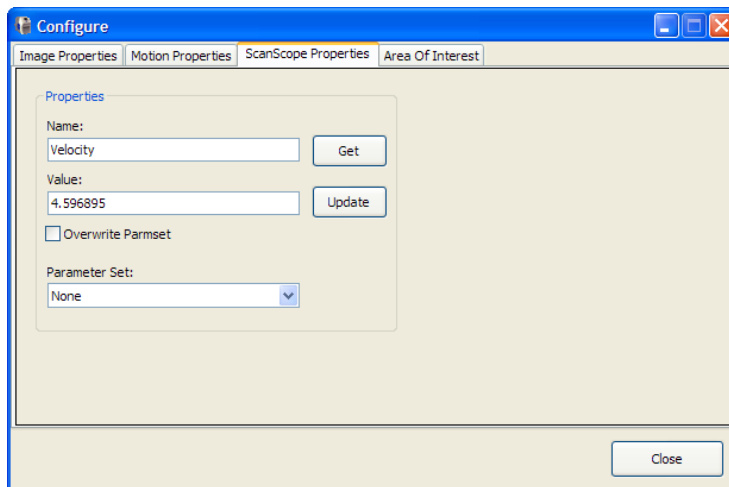 Configure
Image Properties Motion Properties ScanScope Properties Area Of Interest
Properties
Name:
Velocity Get
Value:
4.596895 Update
Overwrite Parmset
Parameter Set:
None
Close